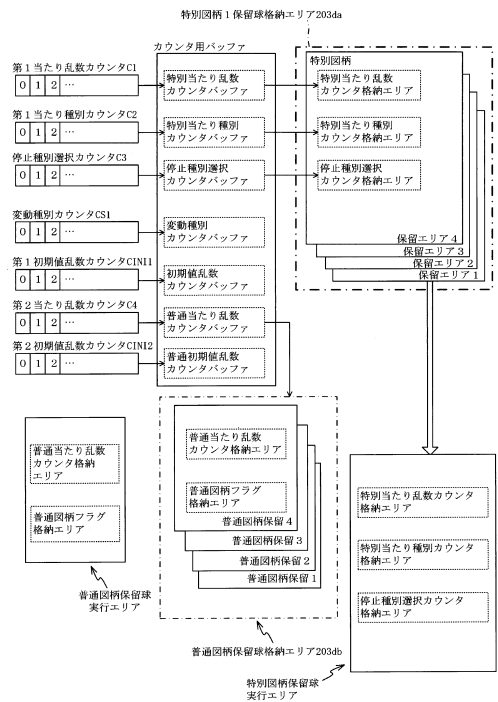 特別図柄１保留球格納エリア203da
カウンタ用バッファ
第１当たり乱数カウンタC1
0 1 2 …
特別当たり乱数
カウンタバッファ
第１当たり種別カウンタC2
0 1 2 …
特別当たり種別
カウンタバッファ
停止種別選択カウンタC3
0 1 2 …
停止種別選択
カウンタバッファ
変動種別カウンタCS1
0 1 2 …
変動種別
カウンタバッファ
第１初期値乱数カウンタCINI1
0 1 2 …
初期値乱数
カウンタバッファ
第２当たり乱数カウンタC4
0 1 2 …
普通当たり乱数
カウンタバッファ
第２初期値乱数カウンタCINI2
0 1 2 …
普通初期値乱数
カウンタバッファ
特別図柄
特別当たり乱数
カウンタ格納エリア
特別当たり種別
カウンタ格納エリア
停止種別選択
カウンタ格納エリア
保留エリア４
保留エリア３
保留エリア２
保留エリア１
普通当たり乱数
カウンタ格納
エリア
普通図柄フラグ
格納エリア
普通図柄保留球
実行エリア
普通当たり乱数
カウンタ格納エリア
普通図柄フラグ
格納エリア
普通図柄保留４
普通図柄保留３
普通図柄保留２
普通図柄保留１
普通図柄保留球格納エリア203db
特別当たり乱数カウンタ
格納エリア
特別当たり種別カウンタ
格納エリア
停止種別選択カウンタ
格納エリア
特別図柄保留球
実行エリア